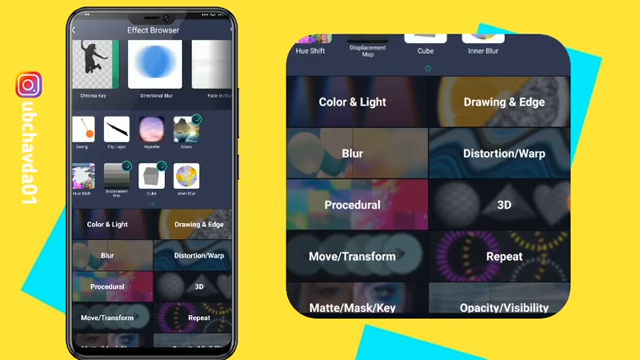 ubchavda01
Effect Browser
Chroma Key
Directional Blur
Swing
Flip Layer
Vignette
Hue Shift
Displacement
Map
Cube
Inner Blur
Color & Light
Drawing & Edge
Blur
Distortion/Warp
Procedural
3D
Move/Transform
Repeat
Hue Shift
Displacement
Map
Cube
Inner Blur
Color & Light
Drawing & Edge
Blur
Distortion/Warp
Procedural
3D
Move/Transform
Repeat
Matte/Mask/Key
Opacity/Visibility